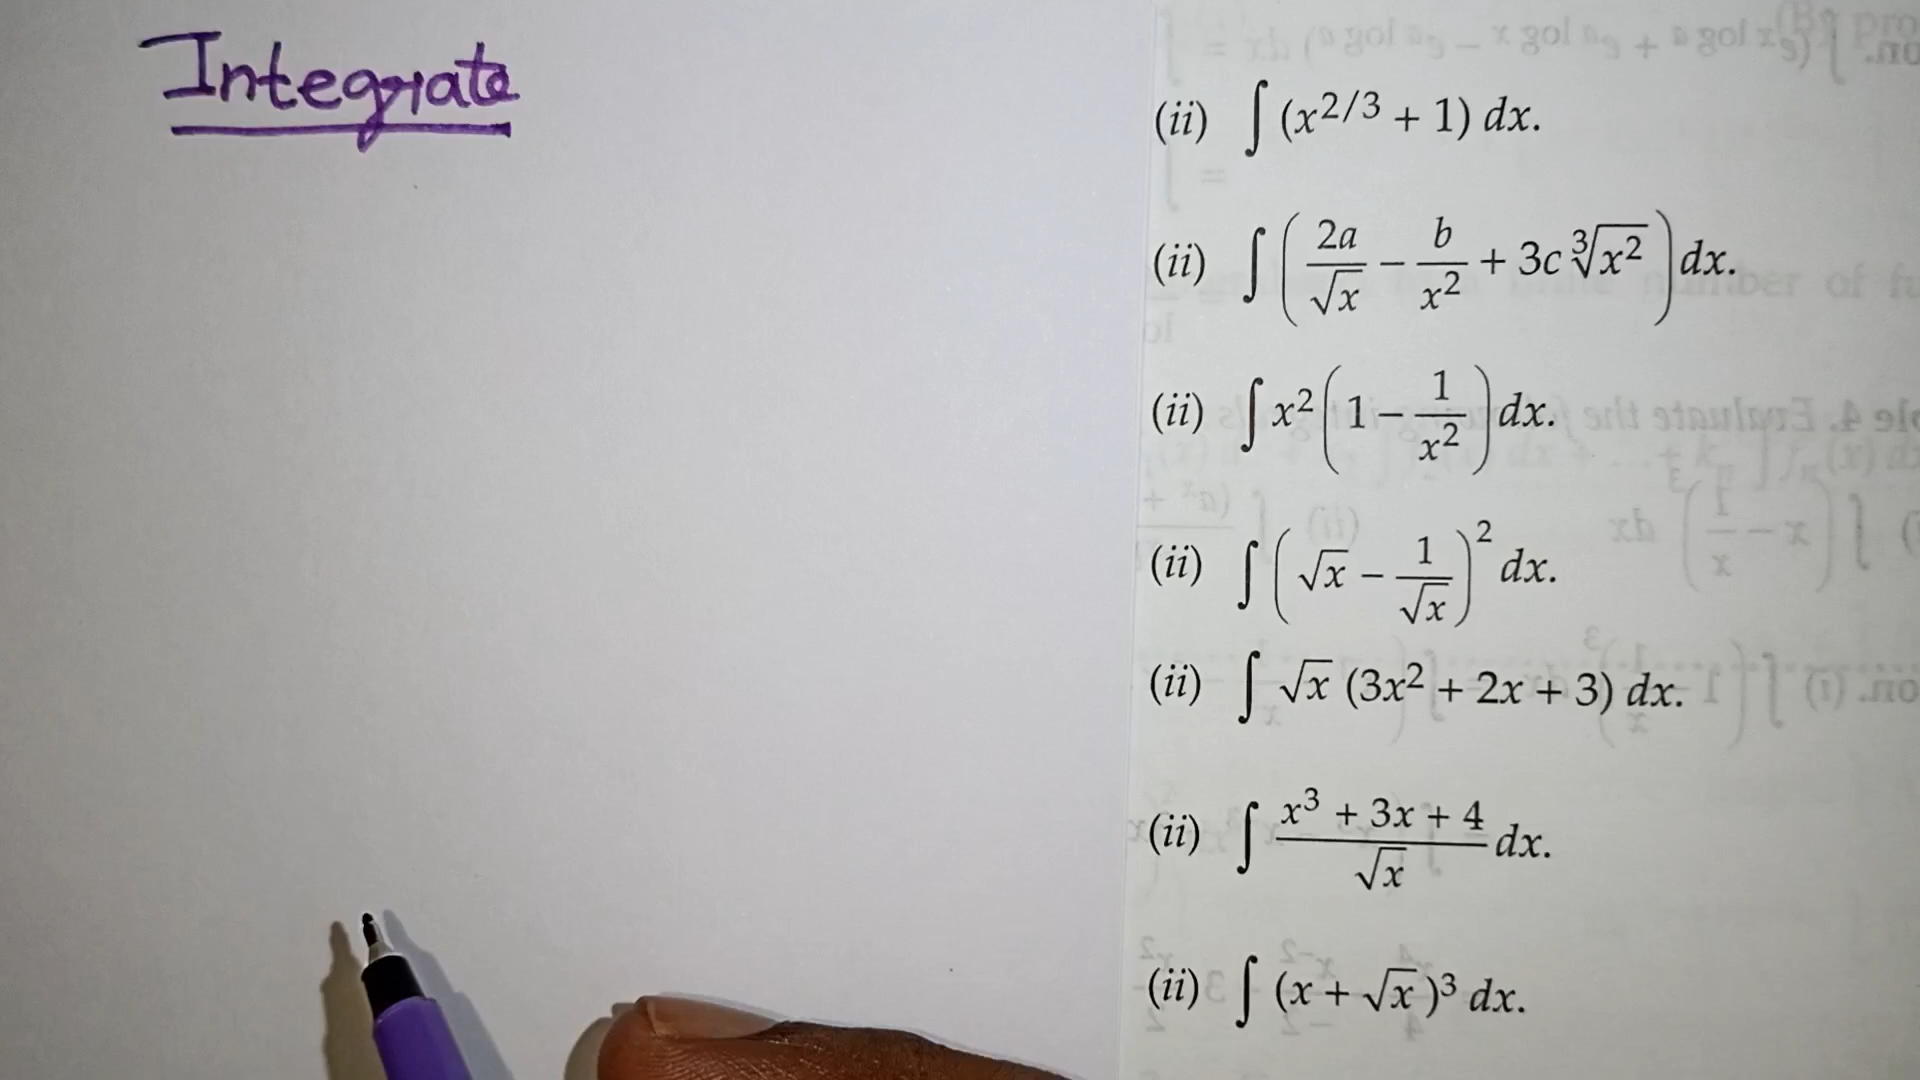 Integrate
(ii) ∫ (x^{2/3} + 1) dx.
(ii) ∫ (2a/√x − b/x² + 3c ∛x²) dx.
(ii) ∫ x² (1 − 1/x²) dx.
(ii) ∫ (√x − 1/√x)² dx.
(ii) ∫ √x (3x² + 2x + 3) dx.
(ii) ∫ (x³ + 3x + 4)/√x dx.
(ii) ∫ (x + √x)³ dx.